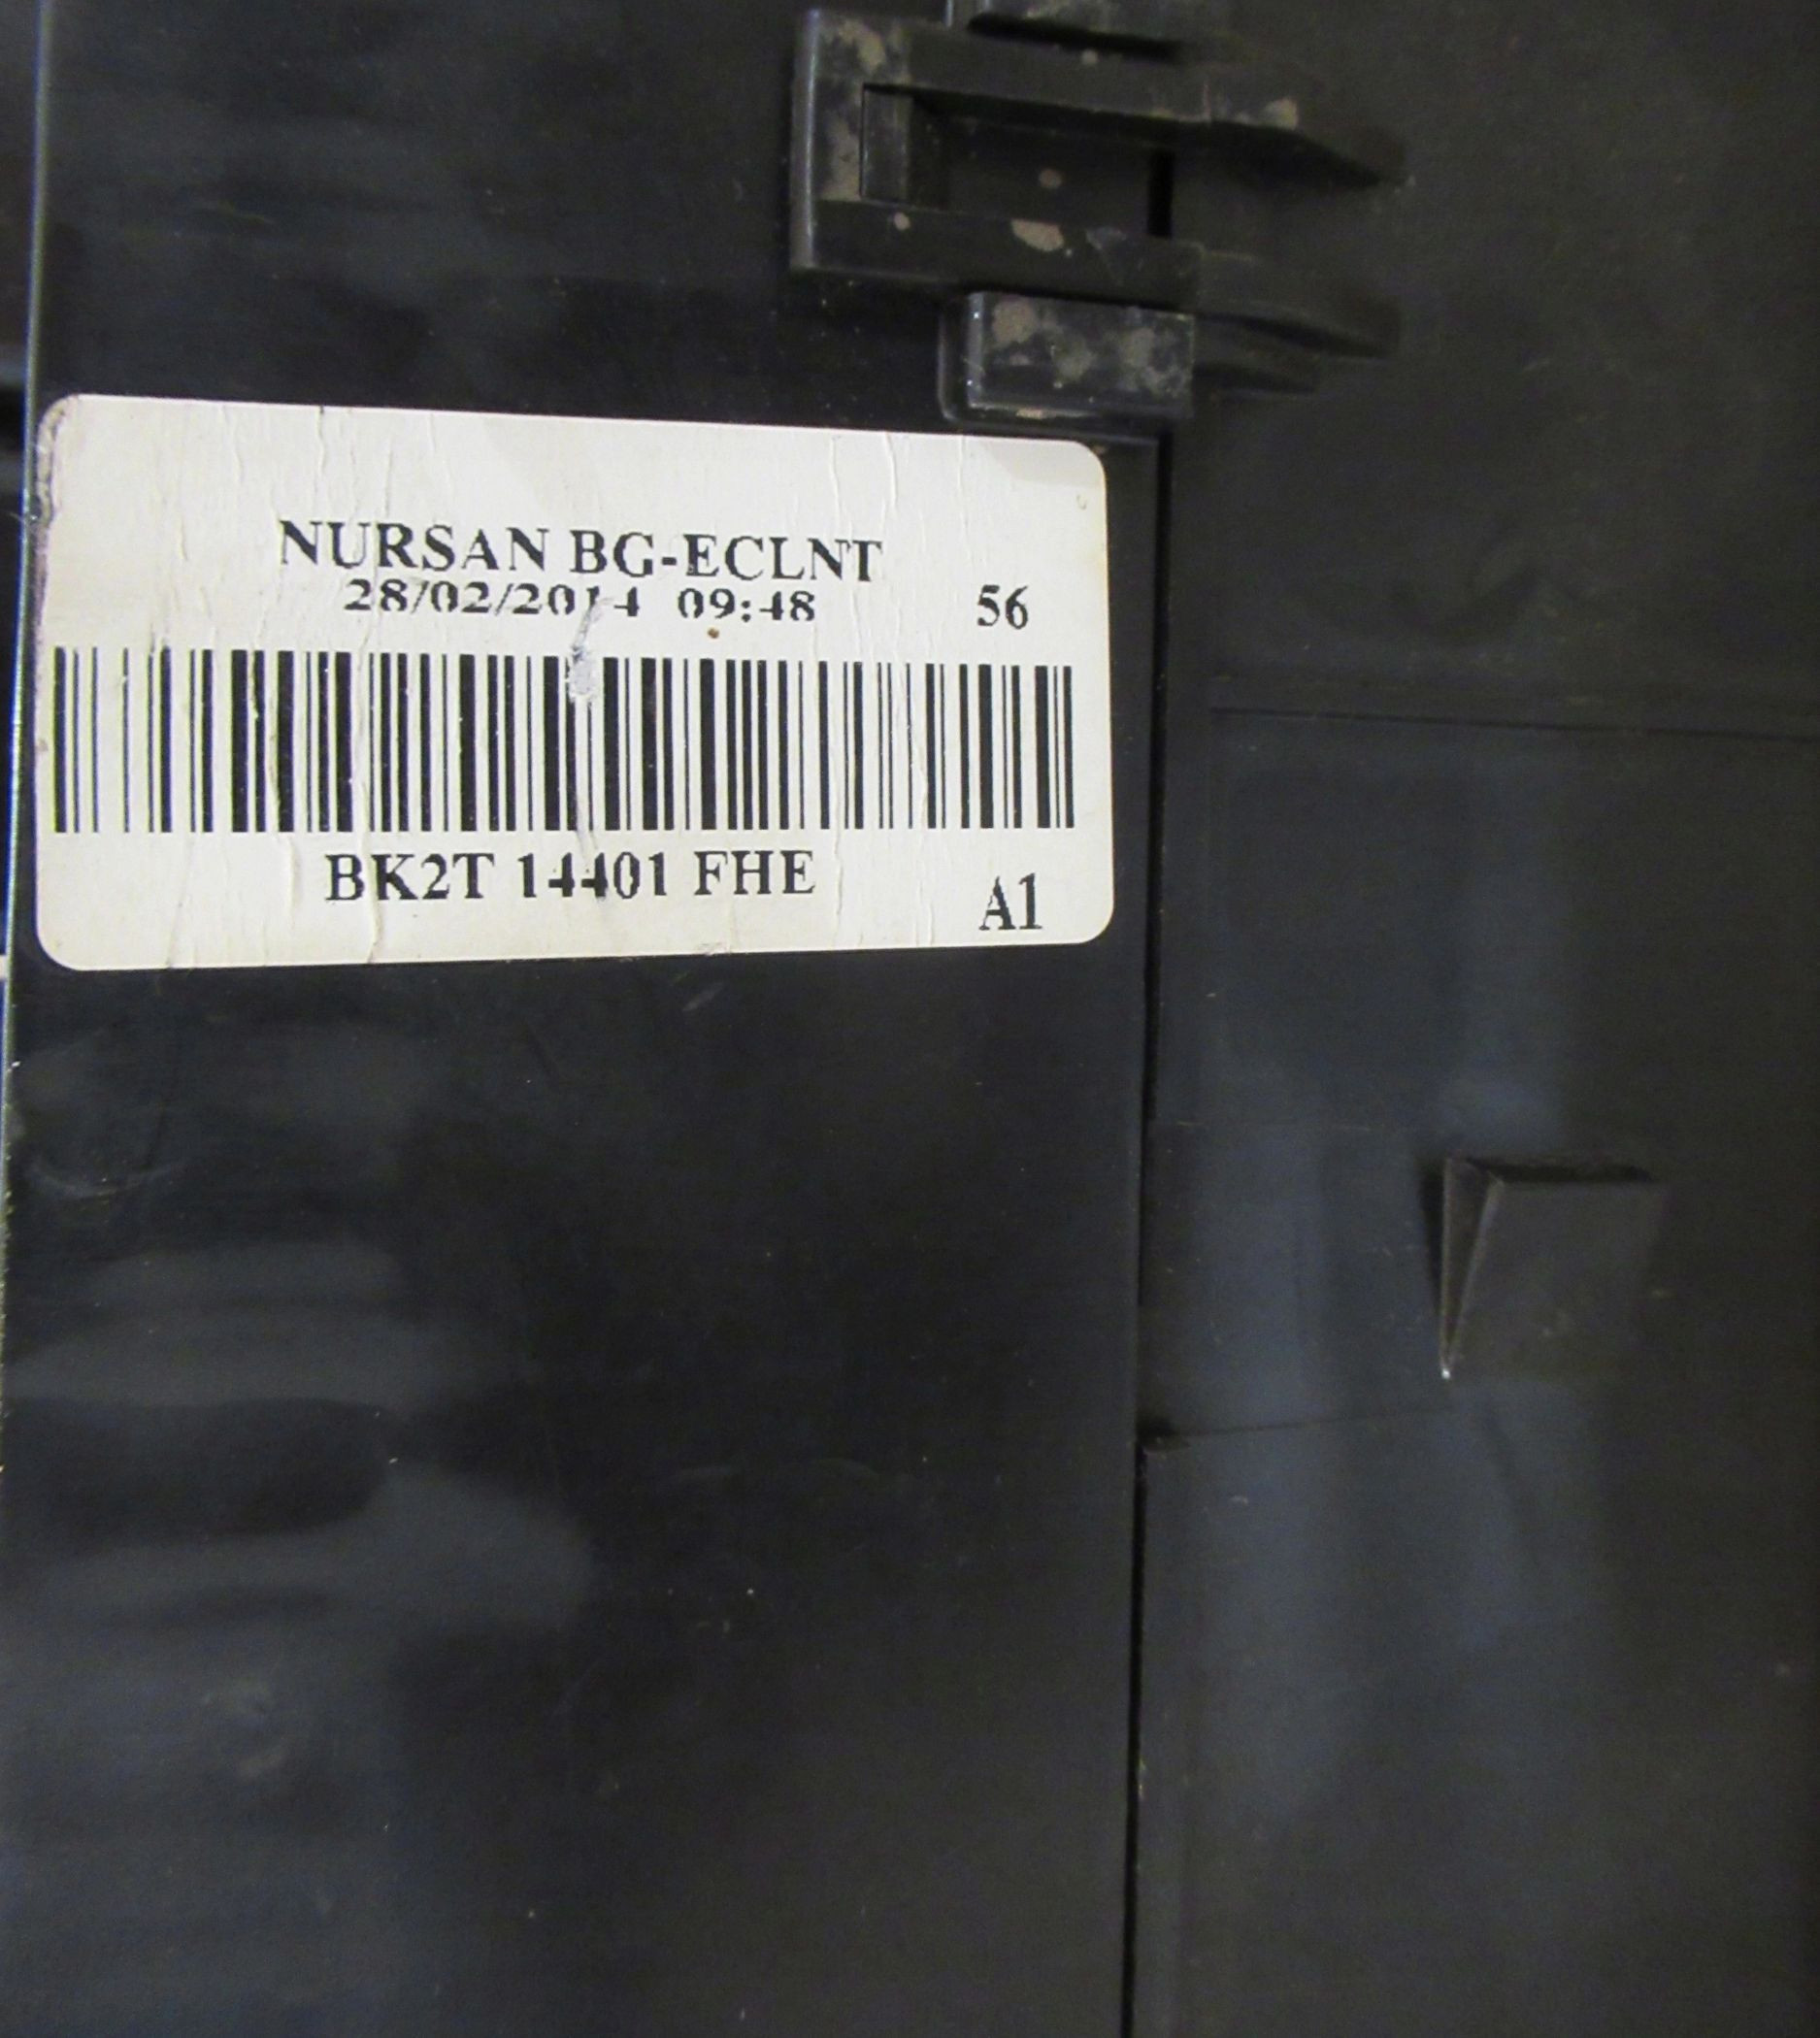 NURSAN BG-ECLNT
28/02/2014 09:48 56
BK2T 14401 FHE
A1